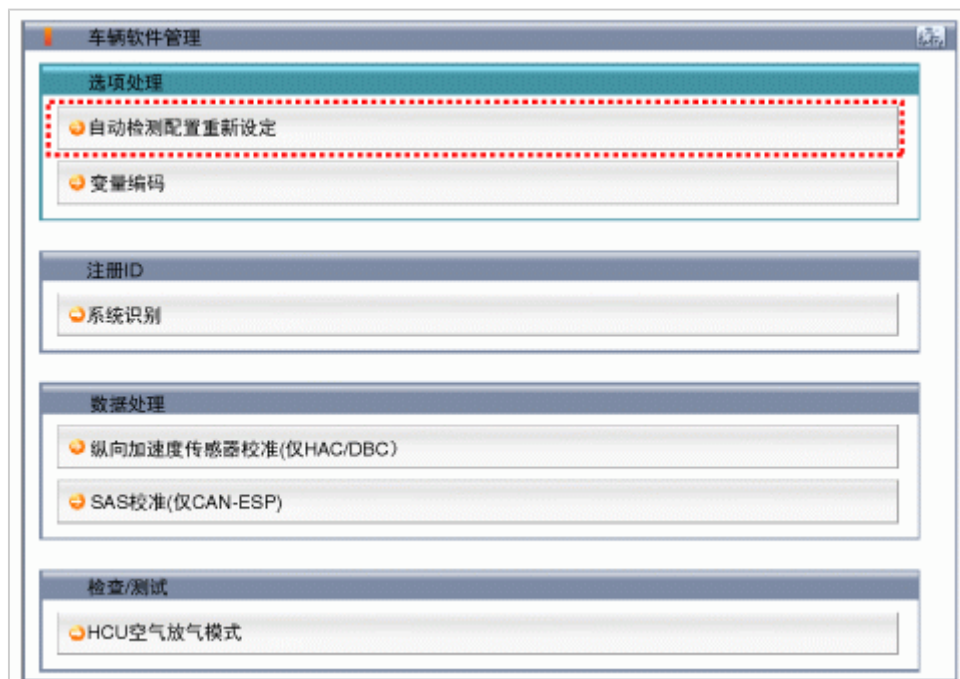 车辆软件管理
选项处理
自动检测配置重新设定
变量编码
注册ID
系统识别
数据处理
纵向加速度传感器校准(仅HAC/DBC）
SAS校准(仅CAN-ESP)
检查/测试
HCU空气放气模式